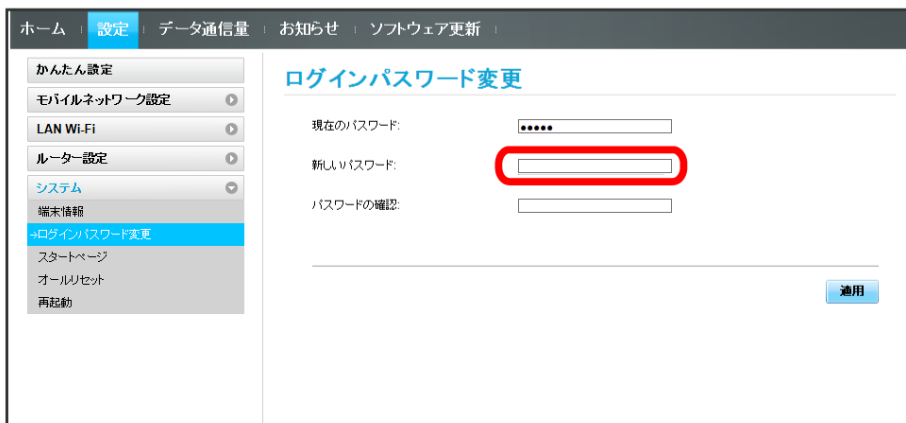 ホーム 設定 データ通信量 お知らせ ソフトウェア更新
かんたん設定
モバイルネットワーク設定
LAN Wi-Fi
ルーター設定
システム
端末情報
→ログインパスワード変更
スタートページ
オールリセット
再起動
ログインパスワード変更
現在のパスワード: •••••
新しいパスワード:
パスワードの確認:
適用